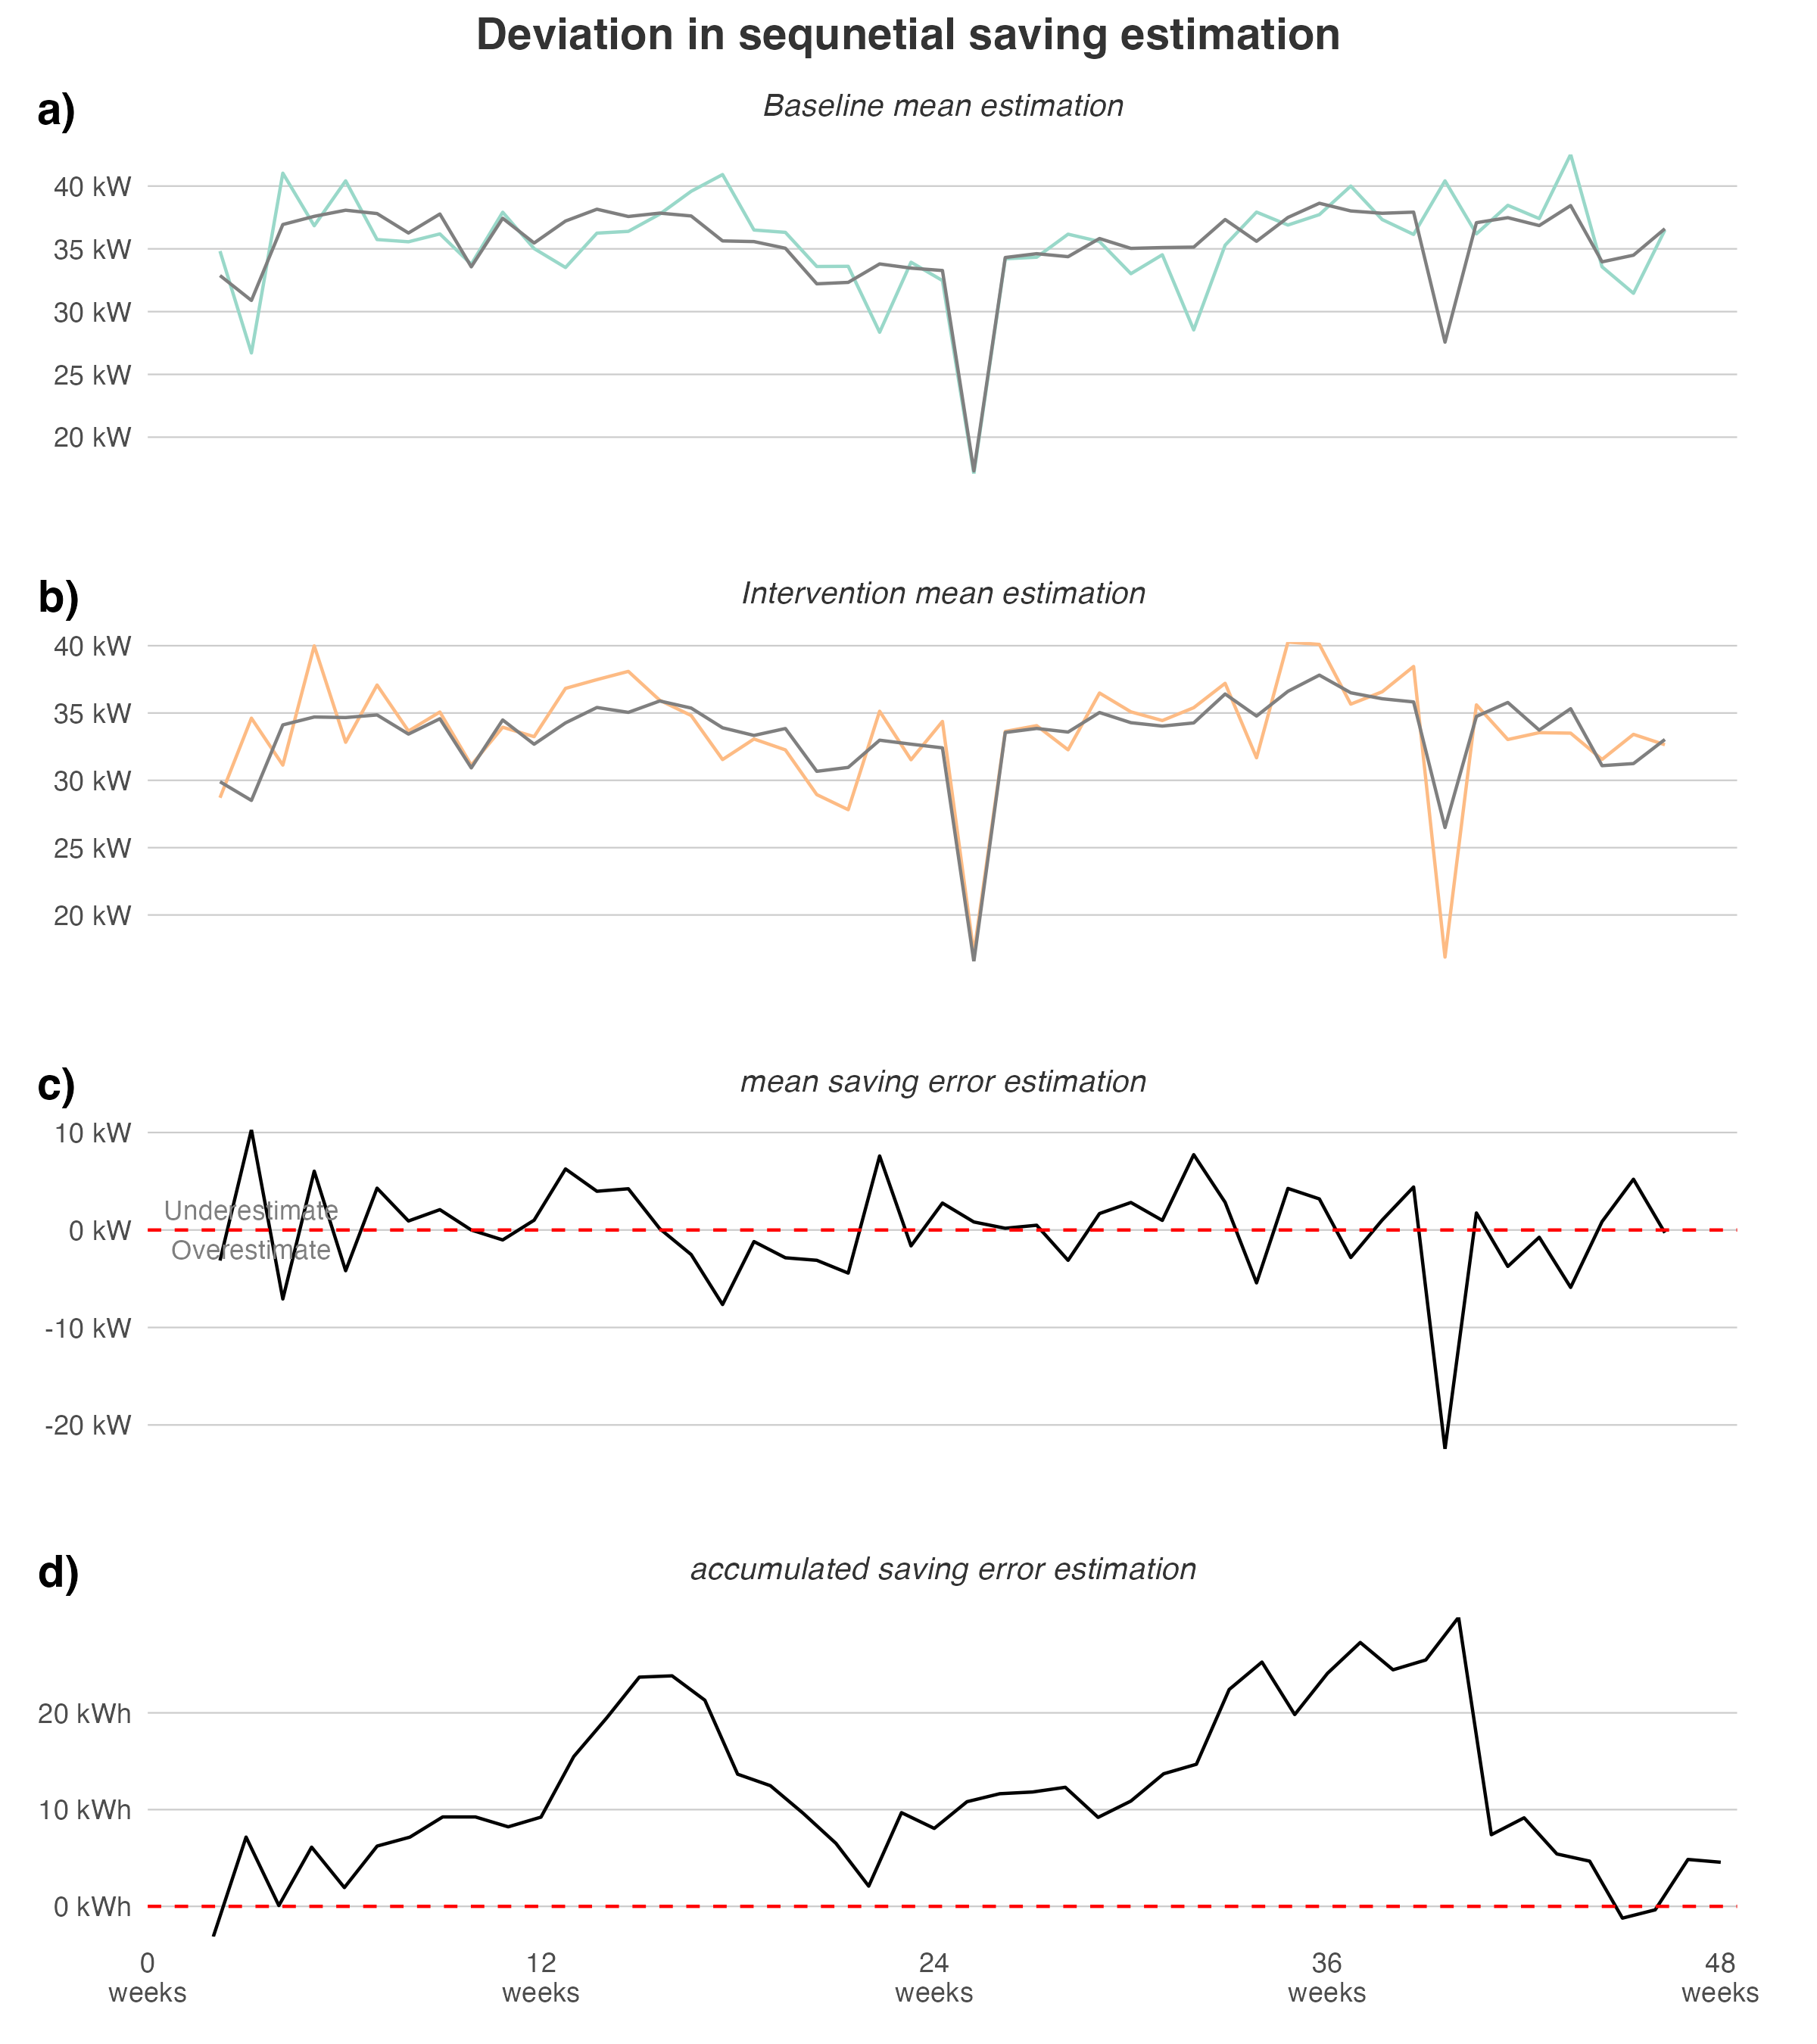 Deviation in sequnetial saving estimation
a)
Baseline mean estimation
40 kW
35 kW
30 kW
25 kW
20 kW
b)
Intervention mean estimation
40 kW
35 kW
30 kW
25 kW
20 kW
c)
mean saving error estimation
10 kW
Underestimate
0 kW
Overestimate
-10 kW
-20 kW
d)
accumulated saving error estimation
20 kWh
10 kWh
0 kWh
0 12 24 36 48
weeks weeks weeks weeks weeks